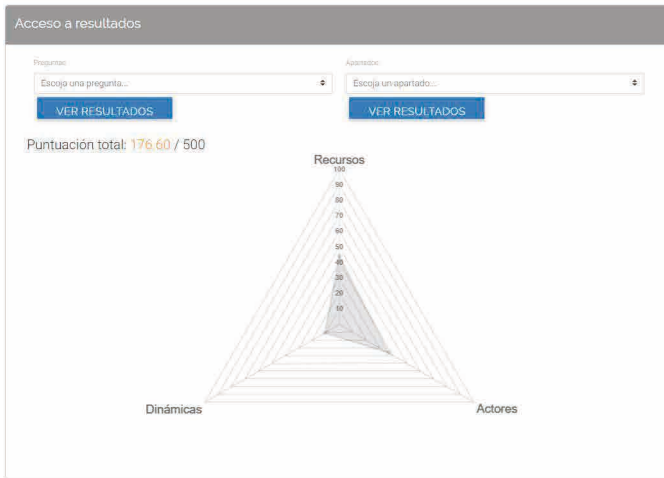 Acceso a resultados
Preguntas:
Escoja una pregunta...
VER RESULTADOS
Apartados:
Escoja un apartado...
VER RESULTADOS
Puntuación total: 176.60 / 500
Recursos
100
90
80
70
60
50
40
30
20
10
Dinámicas
Actores